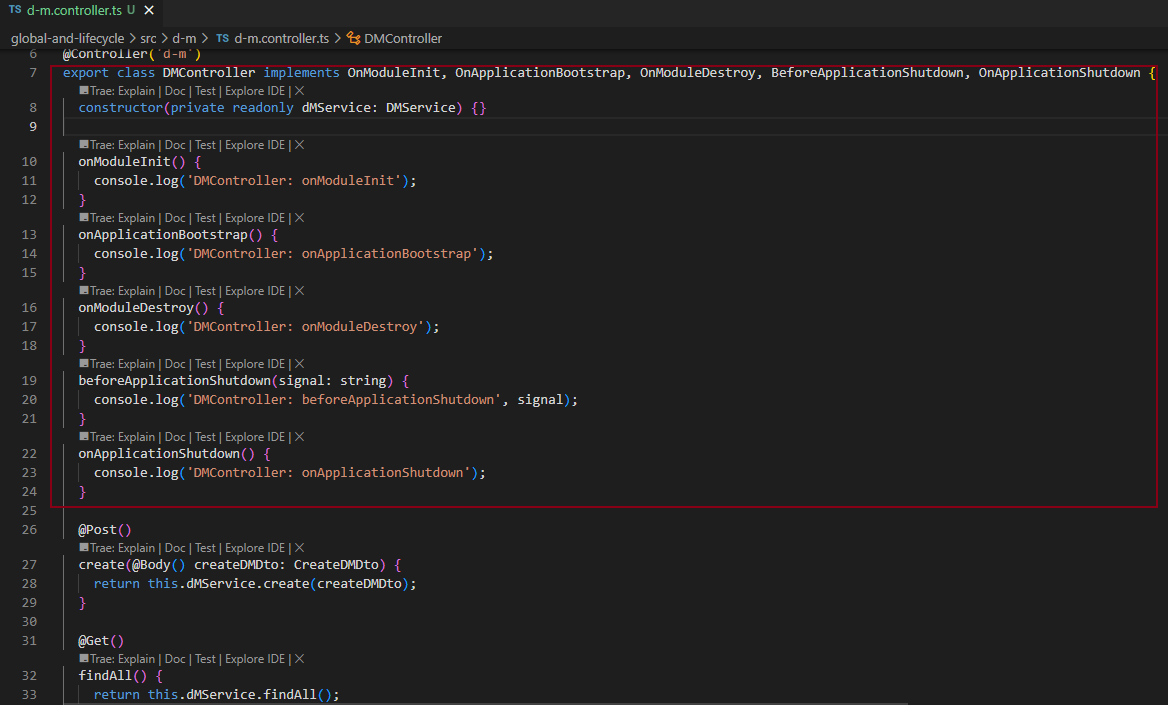 TS d-m.controller.ts U ×
global-and-lifecycle > src > d-m > TS d-m.controller.ts > DMController
6 @Controller('d-m')
7 export class DMController implements OnModuleInit, OnApplicationBootstrap, OnModuleDestroy, BeforeApplicationShutdown, OnApplicationShutdown {
Trae: Explain | Doc | Test | Explore IDE | ×
8 constructor(private readonly dMService: DMService) {}
9
Trae: Explain | Doc | Test | Explore IDE | ×
10 onModuleInit() {
11 console.log('DMController: onModuleInit');
12 }
Trae: Explain | Doc | Test | Explore IDE | ×
13 onApplicationBootstrap() {
14 console.log('DMController: onApplicationBootstrap');
15 }
Trae: Explain | Doc | Test | Explore IDE | ×
16 onModuleDestroy() {
17 console.log('DMController: onModuleDestroy');
18 }
Trae: Explain | Doc | Test | Explore IDE | ×
19 beforeApplicationShutdown(signal: string) {
20 console.log('DMController: beforeApplicationShutdown', signal);
21 }
Trae: Explain | Doc | Test | Explore IDE | ×
22 onApplicationShutdown() {
23 console.log('DMController: onApplicationShutdown');
24 }
25
26 @Post()
Trae: Explain | Doc | Test | Explore IDE | ×
27 create(@Body() createDMDto: CreateDMDto) {
28 return this.dMService.create(createDMDto);
29 }
30
31 @Get()
Trae: Explain | Doc | Test | Explore IDE | ×
32 findAll() {
33 return this.dMService.findAll();